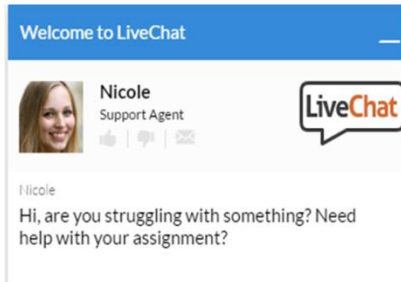 Welcome to LiveChat
Nicole
Support Agent
LiveChat
Nicole
Hi, are you struggling with something? Need
help with your assignment?